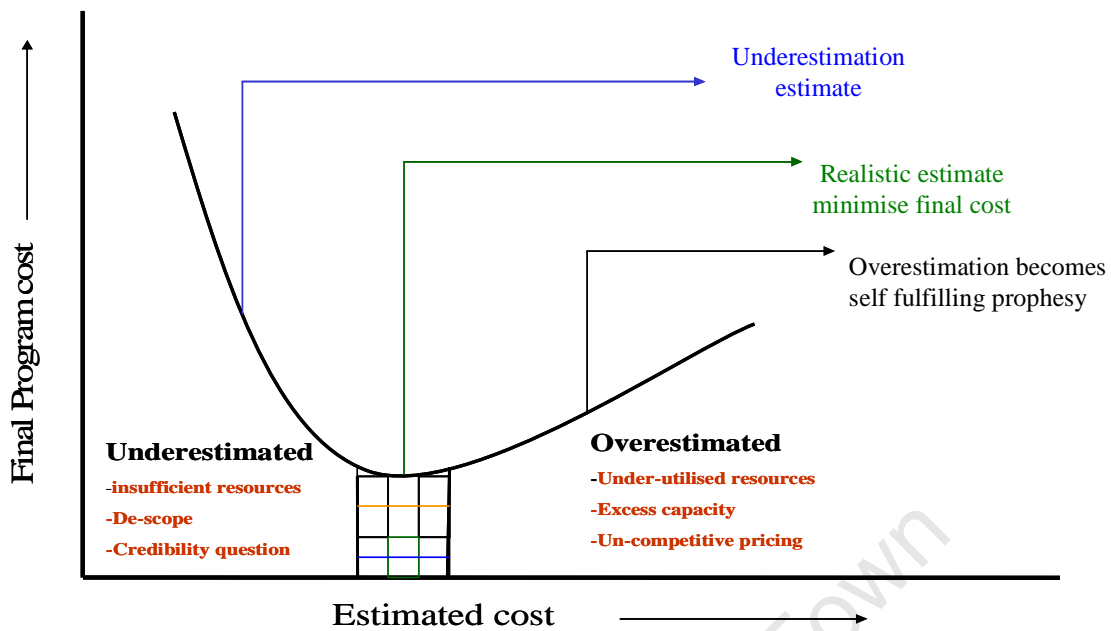 Underestimation
estimate
Realistic estimate
minimise final cost
Overestimation becomes
self fulfilling prophesy
Final Program cost
Underestimated
-insufficient resources
-De-scope
-Credibility question
Overestimated
-Under-utilised resources
-Excess capacity
-Un-competitive pricing
Estimated cost
Town